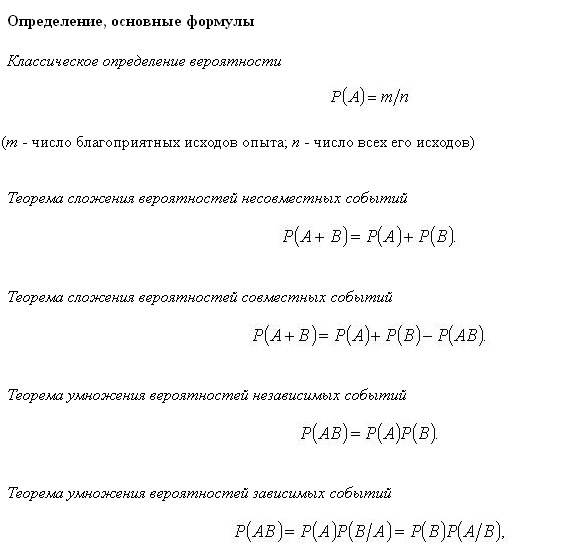 Определение, основные формулы
Классическое определение вероятности
P(A) = m/n
(m - число благоприятных исходов опыта; n - число всех его исходов)
Теорема сложения вероятностей несовместных событий
P(A + B) = P(A) + P(B).
Теорема сложения вероятностей совместных событий
P(A + B) = P(A) + P(B) − P(AB).
Теорема умножения вероятностей независимых событий
P(AB) = P(A)P(B).
Теорема умножения вероятностей зависимых событий
P(AB) = P(A)P(B/A) = P(B)P(A/B),